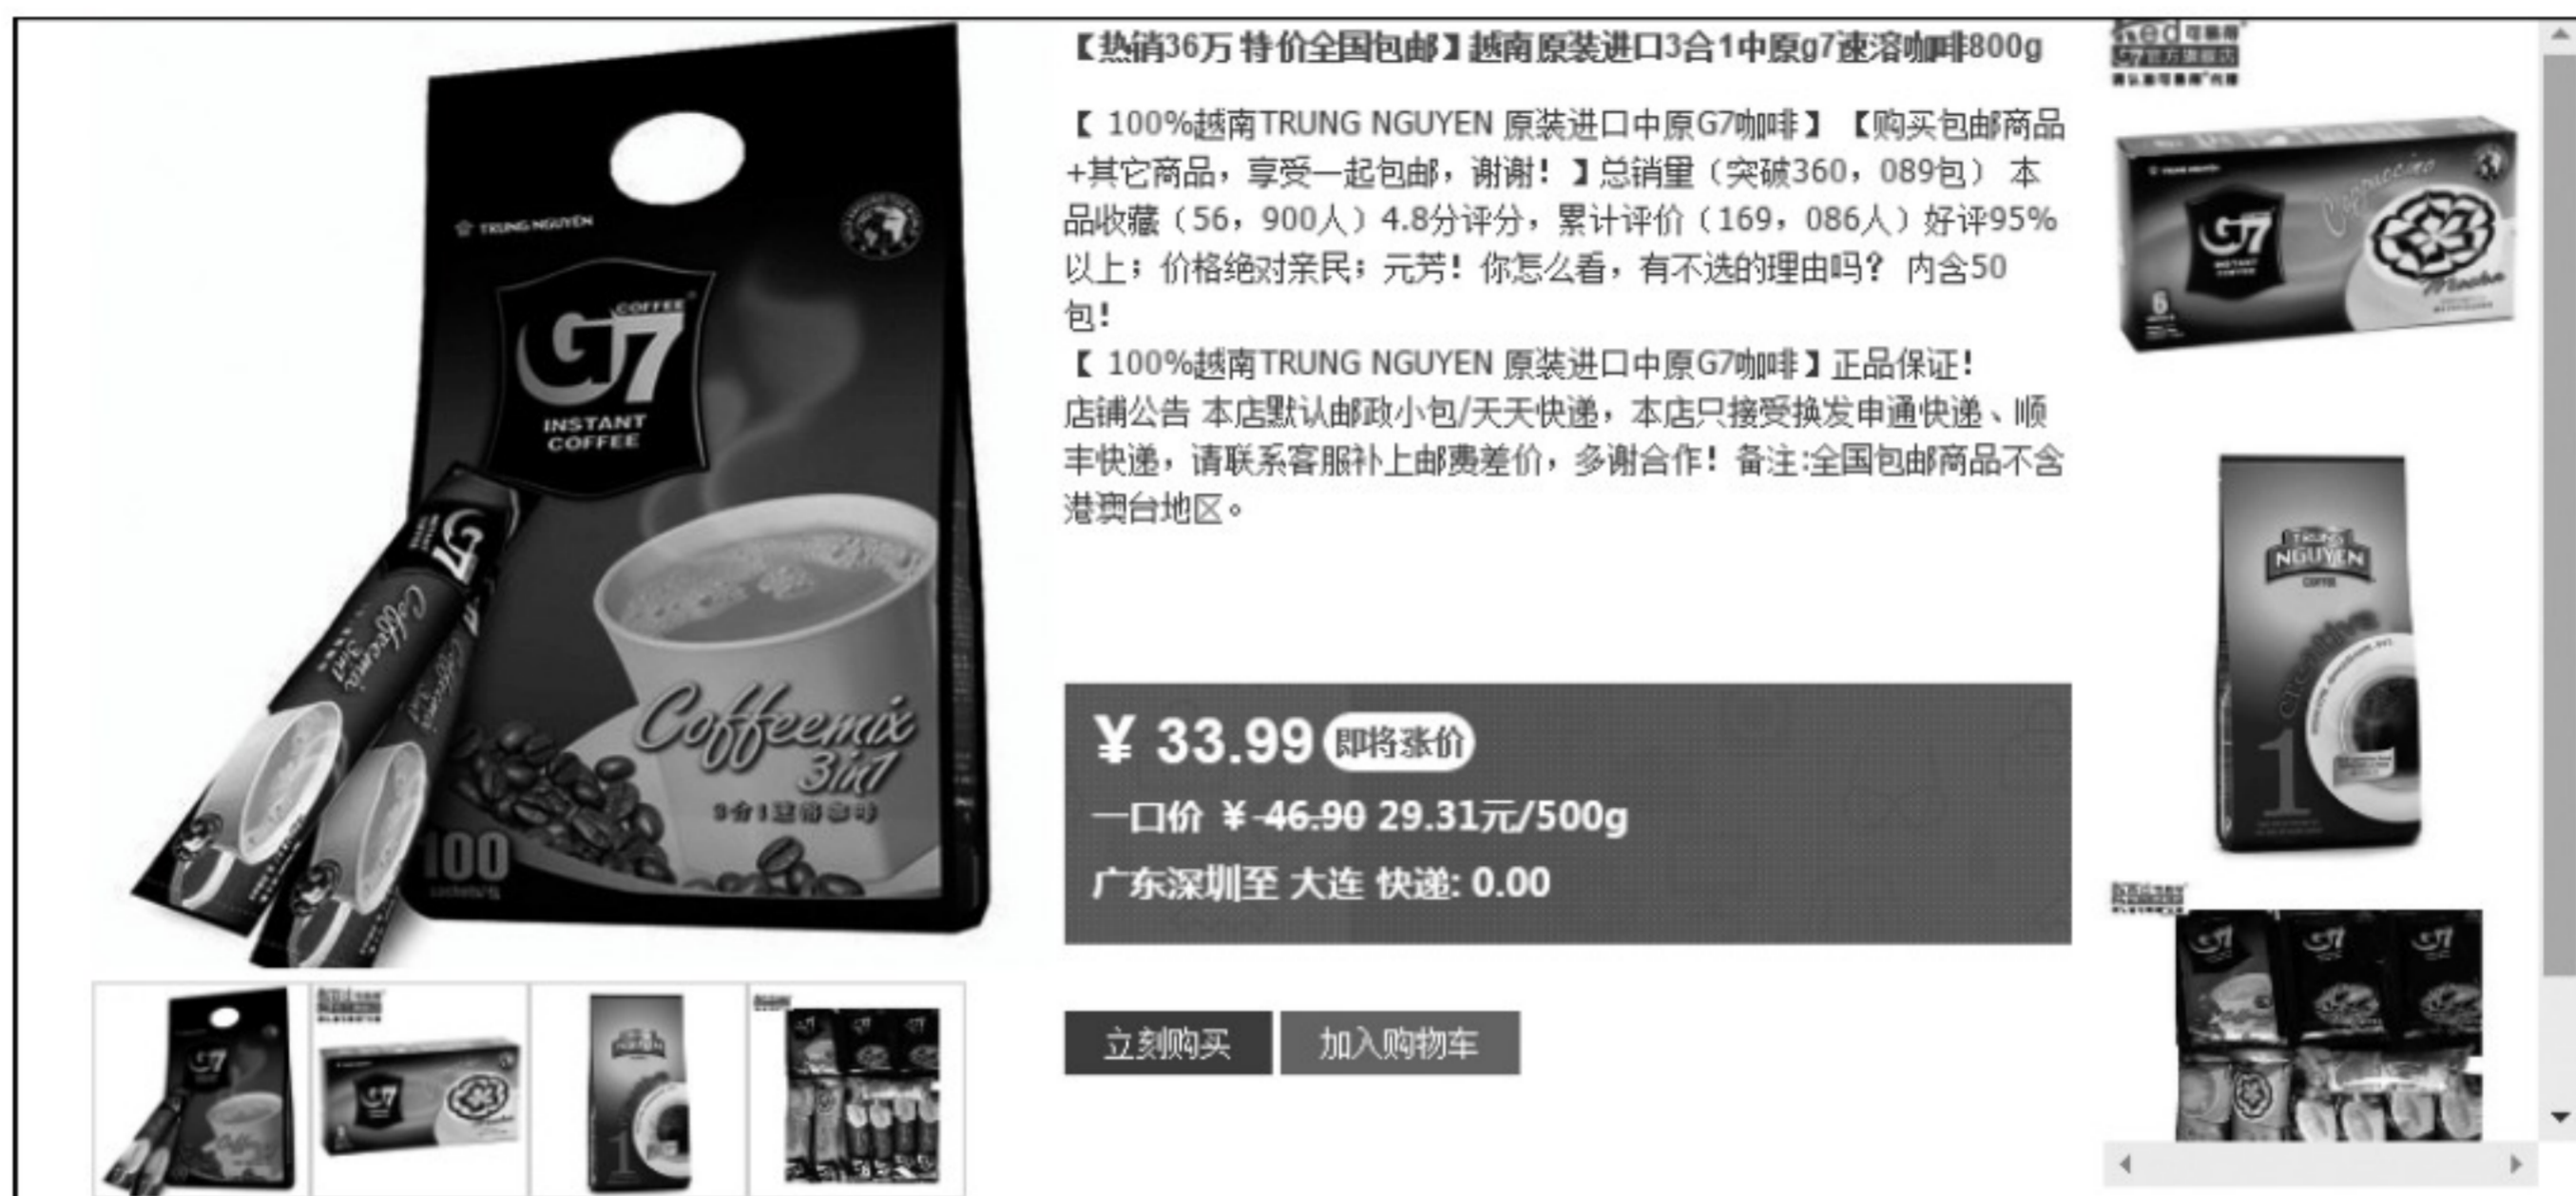 【热销36万 特价全国包邮】越南原装进口3合1中原g7速溶咖啡800g
【 100%越南TRUNG NGUYEN 原装进口中原G7咖啡】 【购买包邮商品
+其它商品，享受一起包邮，谢谢！】总销量（突破360，089包） 本
品收藏（56，900人）4.8分评分，累计评价（169，086人）好评95%
以上；价格绝对亲民；元芳！你怎么看，有不选的理由吗？ 内含50
包！
【 100%越南TRUNG NGUYEN 原装进口中原G7咖啡】正品保证！
店铺公告 本店默认邮政小包/天天快递，本店只接受换发申通快递、顺
丰快递，请联系客服补上邮费差价，多谢合作！备注:全国包邮商品不含
港澳台地区。
¥ 33.99 即将涨价
一口价 ¥ 46.90 29.31元/500g
广东深圳至 大连 快递: 0.00
立刻购买 加入购物车
TRUNG NGUYEN
COFFEE
G7
INSTANT
COFFEE
Coffeemix
3in1
3合1速溶咖啡
100
G7
Coffeemix
3in1
Cappuccino
G7
INSTANT
COFFEE
Mocha
6
TRUNG
NGUYEN
COFFEE
creative
1
G7 G7 G7